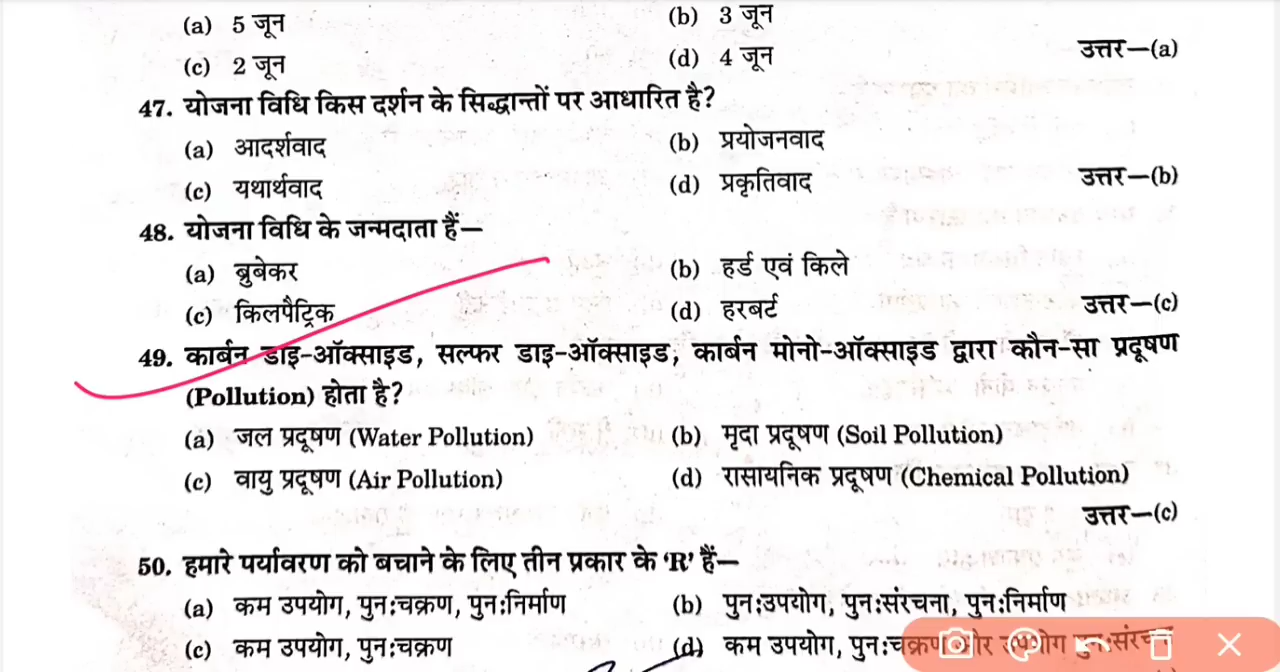 (a) 5 जून (b) 3 जून
(c) 2 जून (d) 4 जून उत्तर—(a)
47. योजना विधि किस दर्शन के सिद्धान्तों पर आधारित है?
(a) आदर्शवाद (b) प्रयोजनवाद
(c) यथार्थवाद (d) प्रकृतिवाद उत्तर—(b)
48. योजना विधि के जन्मदाता हैं—
(a) ब्रुबेकर (b) हर्ड एवं किले
(c) किलपैट्रिक (d) हरबर्ट उत्तर—(c)
49. कार्बन डाइ-ऑक्साइड, सल्फर डाइ-ऑक्साइड, कार्बन मोनो-ऑक्साइड द्वारा कौन-सा प्रदूषण
(Pollution) होता है?
(a) जल प्रदूषण (Water Pollution) (b) मृदा प्रदूषण (Soil Pollution)
(c) वायु प्रदूषण (Air Pollution) (d) रासायनिक प्रदूषण (Chemical Pollution)
उत्तर—(c)
50. हमारे पर्यावरण को बचाने के लिए तीन प्रकार के ‘R’ हैं—
(a) कम उपयोग, पुन:चक्रण, पुन:निर्माण (b) पुन:उपयोग, पुन:संरचना, पुन:निर्माण
(c) कम उपयोग, पुन:चक्रण (d) कम उपयोग, पुन:चक्रण और उपयोग